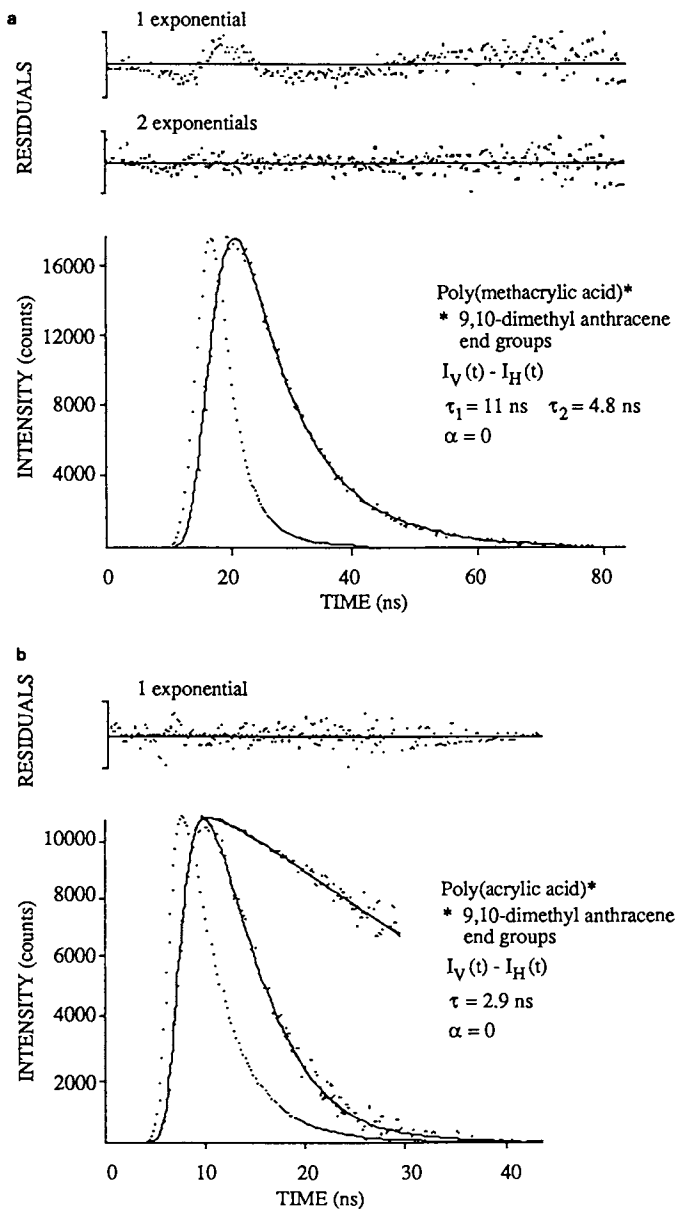 a
1 exponential
RESIDUALS
2 exponentials
INTENSITY (counts)
16000
12000
8000
4000
Poly(methacrylic acid)*
* 9,10-dimethyl anthracene
end groups
I_V(t) - I_H(t)
τ₁ = 11 ns τ₂ = 4.8 ns
α = 0
0 20 40 60 80
TIME (ns)
b
1 exponential
RESIDUALS
INTENSITY (counts)
10000
8000
6000
4000
2000
Poly(acrylic acid)*
* 9,10-dimethyl anthracene
end groups
I_V(t) - I_H(t)
τ = 2.9 ns
α = 0
0 10 20 30 40
TIME (ns)